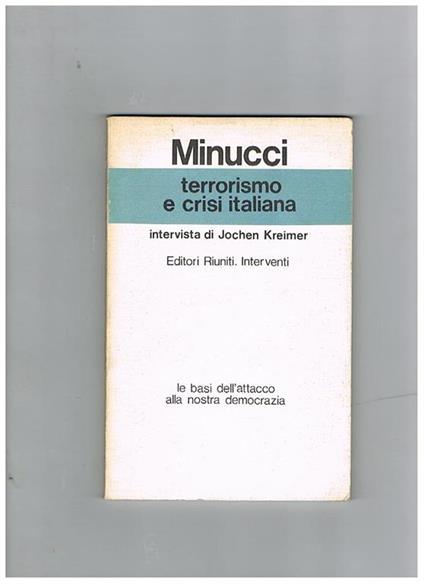 Minucci
terrorismo
e crisi italiana
intervista di Jochen Kreimer
Editori Riuniti. Interventi
le basi dell'attacco
alla nostra democrazia